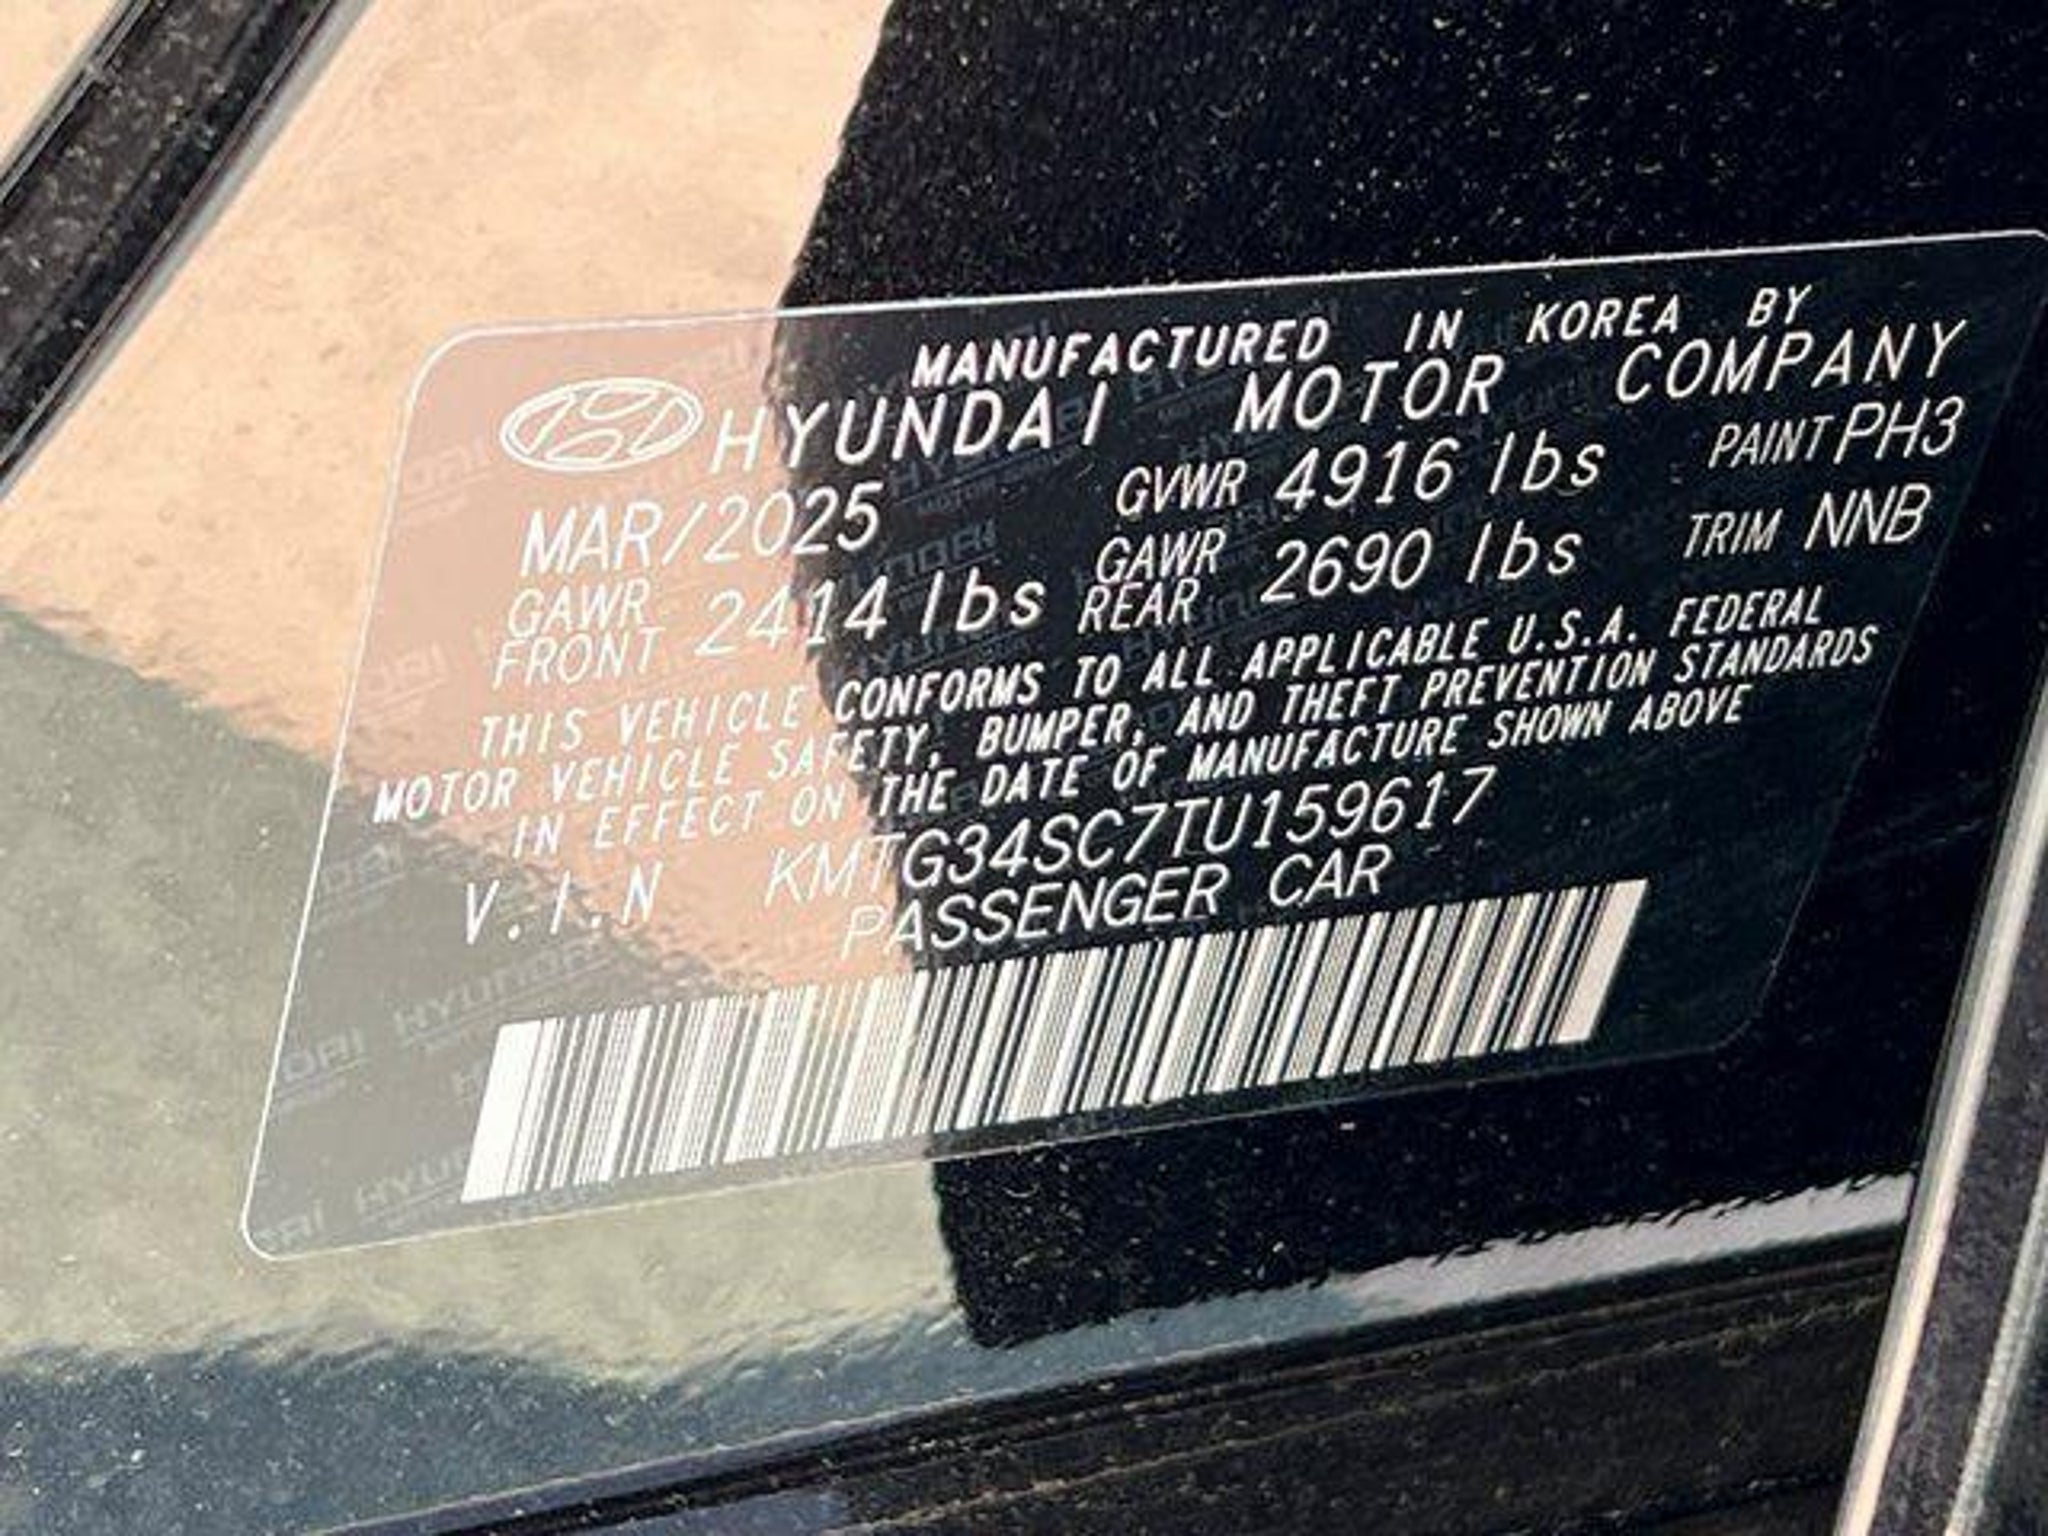 MANUFACTURED IN KOREA BY
HYUNDAI MOTOR COMPANY
MAR/2025 GVWR 4916 lbs PAINT PH3
GAWR FRONT 2414 lbs GAWR REAR 2690 lbs TRIM NNB
THIS VEHICLE CONFORMS TO ALL APPLICABLE U.S.A. FEDERAL
MOTOR VEHICLE SAFETY, BUMPER, AND THEFT PREVENTION STANDARDS
IN EFFECT ON THE DATE OF MANUFACTURE SHOWN ABOVE
V.I.N KMTG34SC7TU159617
PASSENGER CAR